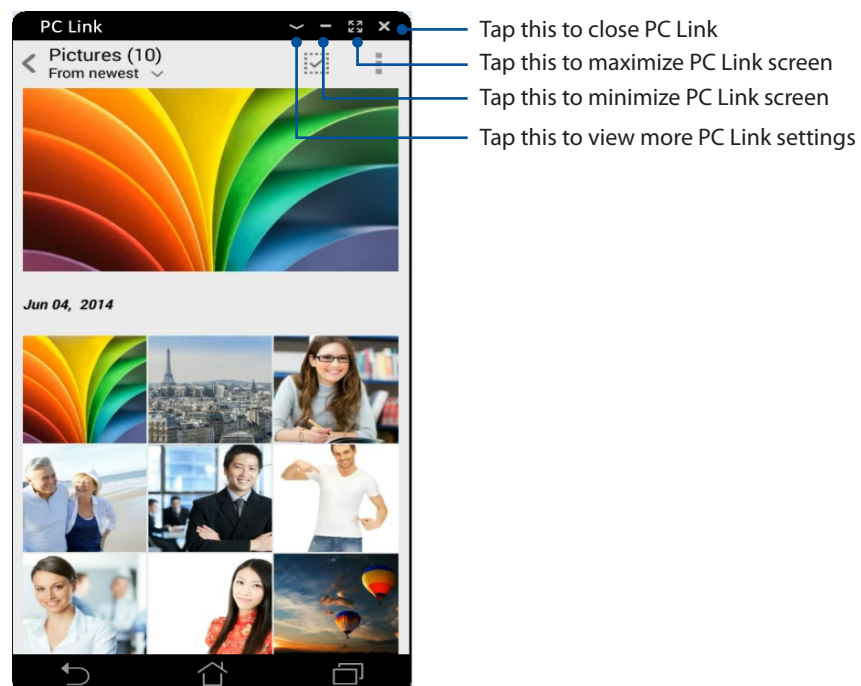 PC Link
Tap this to close PC Link
Pictures (10)
From newest
Tap this to maximize PC Link screen
Tap this to minimize PC Link screen
Tap this to view more PC Link settings
Jun 04, 2014